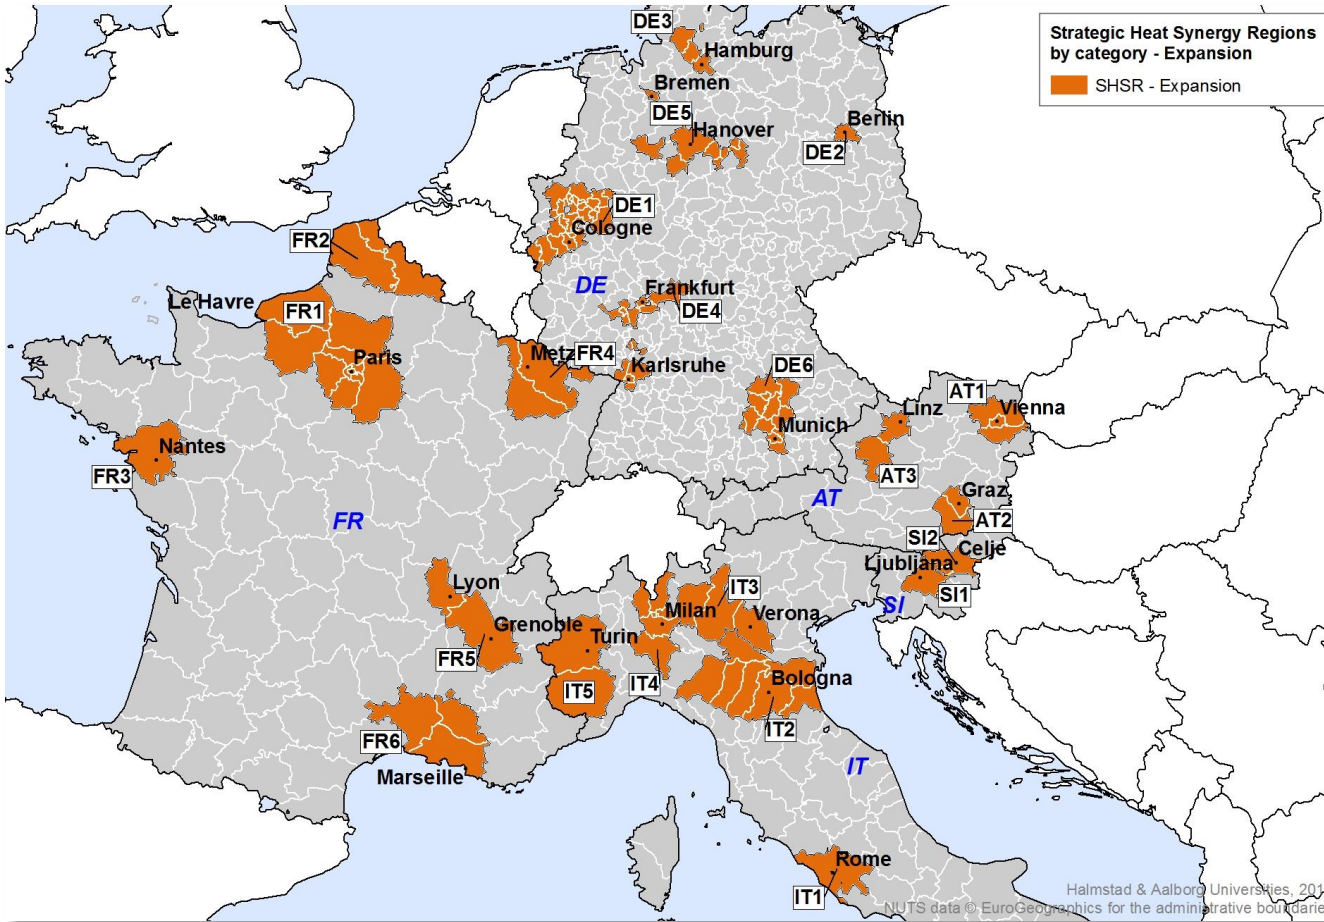 Strategic Heat Synergy Regions
by category - Expansion
SHSR - Expansion
DE3
Hamburg
Bremen
DE5
Hanover
Berlin
DE2
DE1
Cologne
FR2
DE
Frankfurt
DE4
Le Havre
FR1
Paris
Metz
FR4
Karlsruhe
DE6
Munich
Linz
AT1
Vienna
AT3
Nantes
FR3
FR
AT
Graz
AT2
SI2
Celje
Ljubljana
SI1
SI
Lyon
Grenoble
FR5
Turin
Milan
IT3
Verona
IT5
IT4
Bologna
IT2
FR6
Marseille
IT
Rome
IT1
Halmstad & Aalborg Universities, 201
NUTS data © EuroGeographics for the administrative boundarie